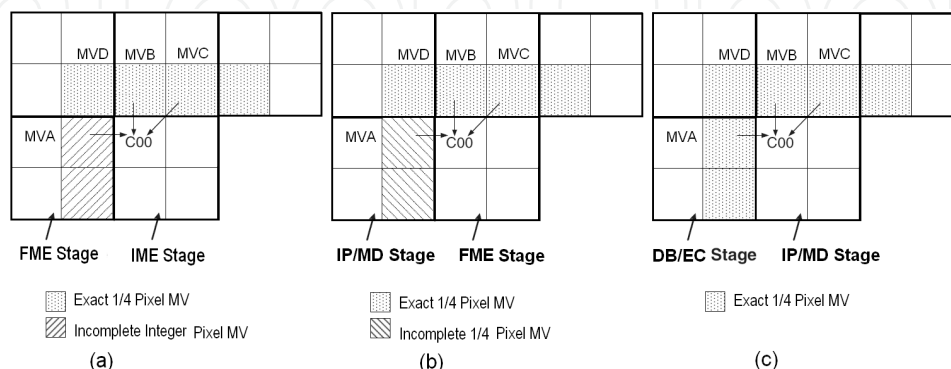 MVD MVB MVC
MVA
C00
FME Stage IME Stage
Exact 1/4 Pixel MV
Incomplete Integer Pixel MV
(a)
MVD MVB MVC
MVA
C00
IP/MD Stage FME Stage
Exact 1/4 Pixel MV
Incomplete 1/4 Pixel MV
(b)
MVD MVB MVC
MVA
C00
DB/EC Stage IP/MD Stage
Exact 1/4 Pixel MV
(c)